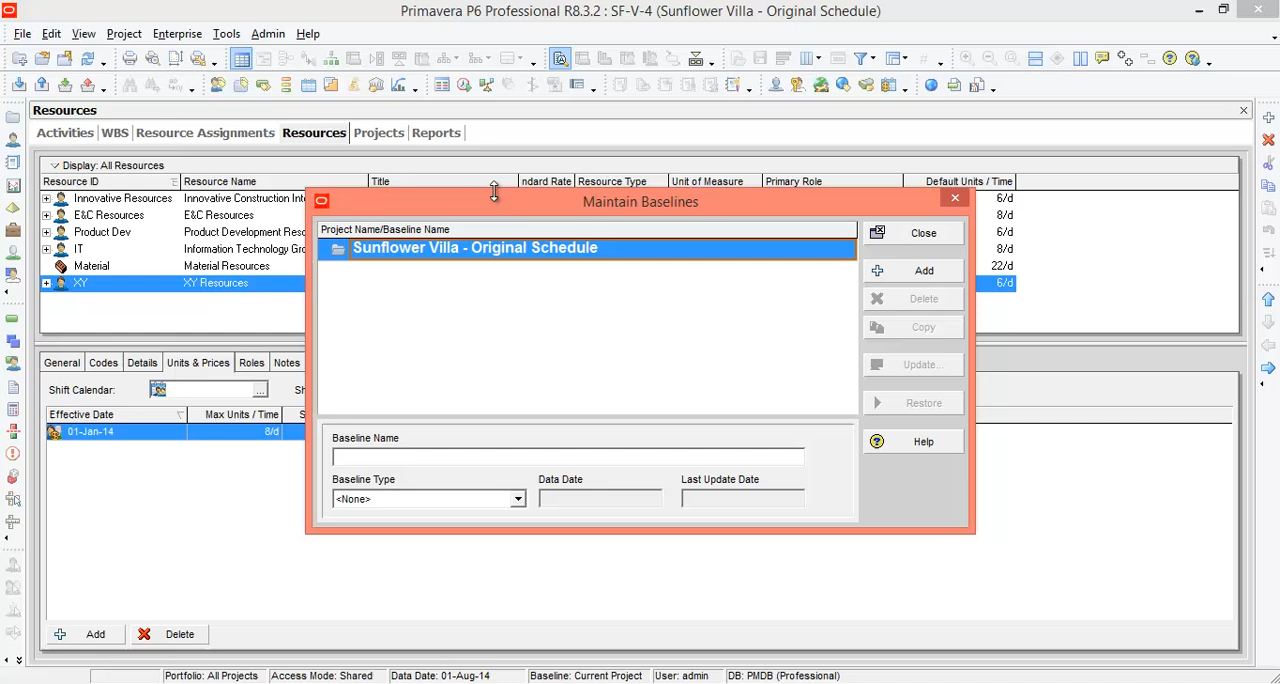 Primavera P6 Professional R8.3.2 : SF-V-4 (Sunflower Villa - Original Schedule)
File Edit View Project Enterprise Tools Admin Help
Resources
Activities WBS Resource Assignments Resources Projects Reports
Display: All Resources
Resource ID Resource Name Title ndard Rate Resource Type Unit of Measure Primary Role Default Units / Time
Innovative Resources Innovative Construction Int 6/d
E&C Resources E&C Resources 8/d
Product Dev Product Development Reso 6/d
IT Information Technology Gro 8/d
Material Material Resources 22/d
XY XY Resources 6/d
Maintain Baselines
Project Name/Baseline Name
Sunflower Villa - Original Schedule
Close
Add
Delete
Copy
Update...
Restore
Help
Baseline Name
Baseline Type Data Date Last Update Date
<None>
General Codes Details Units & Prices Roles Notes
Shift Calendar: ... Sh
Effective Date Max Units / Time S
01-Jan-14 8/d
Add Delete
Portfolio: All Projects Access Mode: Shared Data Date: 01-Aug-14 Baseline: Current Project User: admin DB: PMDB (Professional)